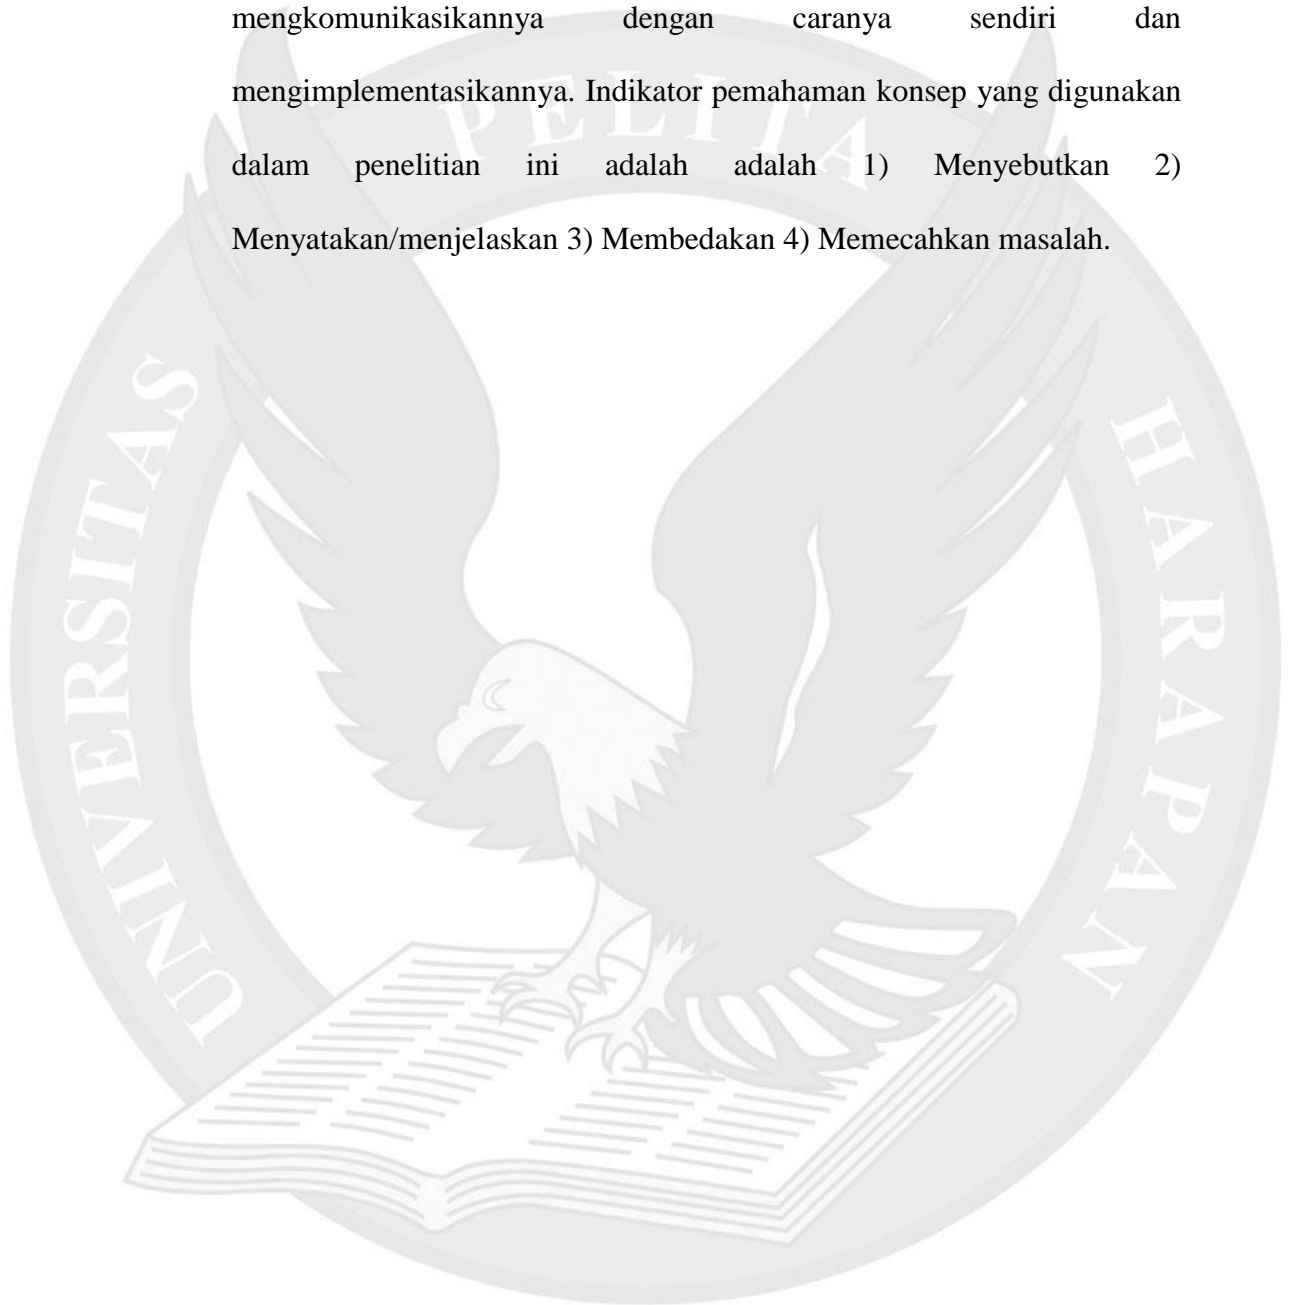 mengkomunikasikannya dengan caranya sendiri dan
mengimplementasikannya. Indikator pemahaman konsep yang digunakan
dalam penelitian ini adalah adalah 1) Menyebutkan 2)
Menyatakan/menjelaskan 3) Membedakan 4) Memecahkan masalah.
UNIVERSITAS PELITA HARAPAN